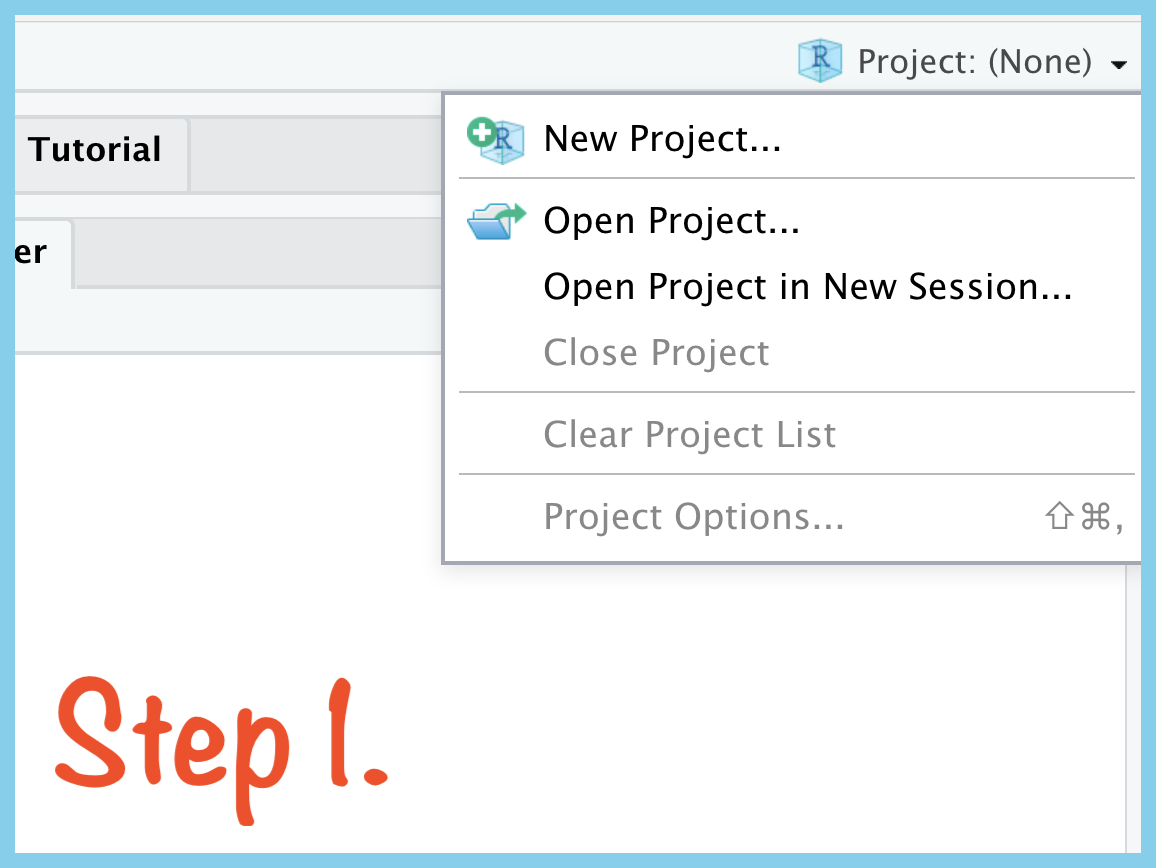 R Project: (None)
Tutorial
R New Project...
Open Project...
er
Open Project in New Session...
Close Project
Clear Project List
Project Options... ⇧⌘,
Step 1.